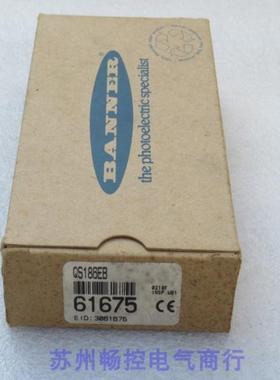 BANNER
the photoelectric specialist
QS186EB
61675
EID:3061675
CE
苏州畅控电气商行